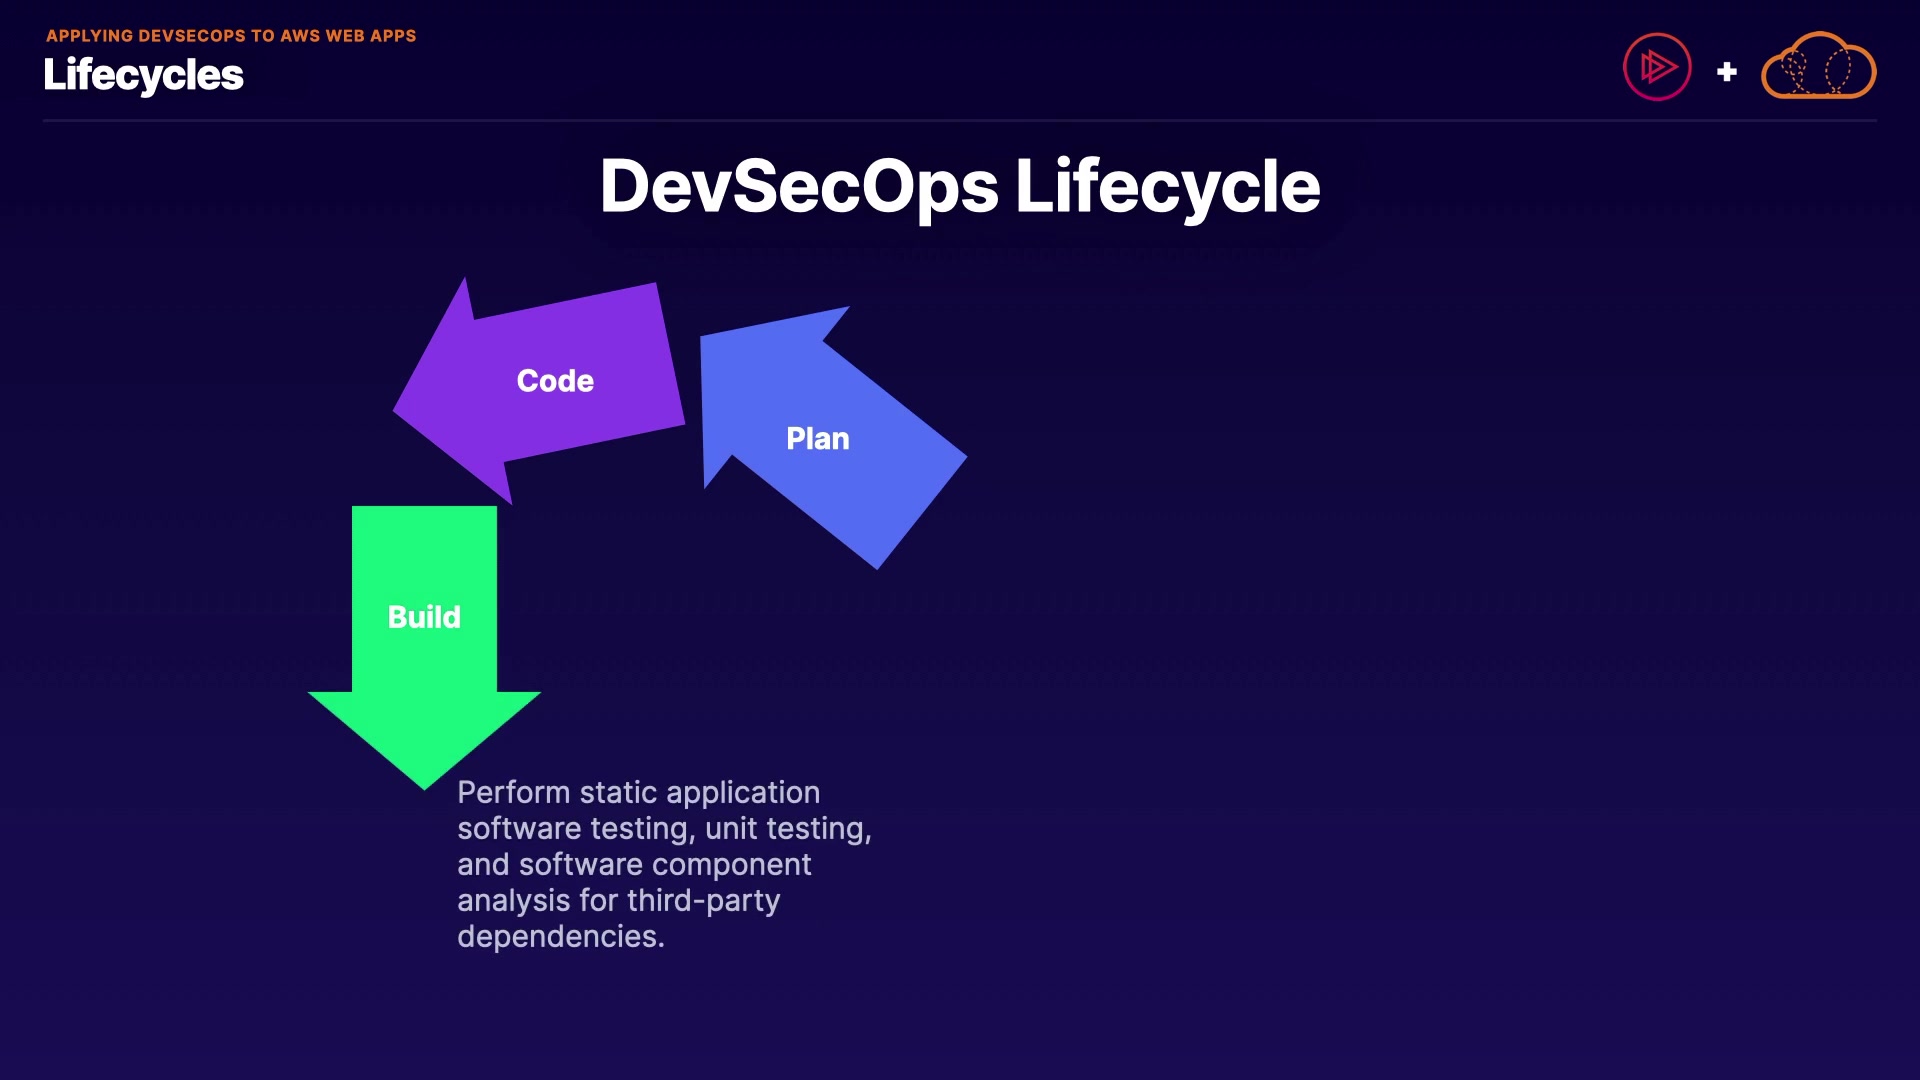 APPLYING DEVSECOPS TO AWS WEB APPS
Lifecycles
+
DevSecOps Lifecycle
Code
Plan
Build
Perform static application
software testing, unit testing,
and software component
analysis for third-party
dependencies.